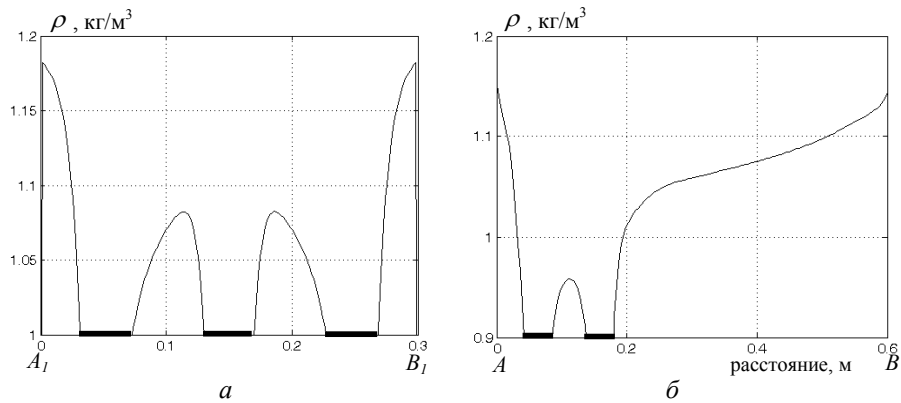 ρ , кг/м³ ρ , кг/м³
1.2 1.2
1.15 1.1
1.1 1
1.05 0.9
1
0 0.1 0.2 0.3 0 0.2 0.4 0.6
A₁ B₁ A расстояние, м B
а б